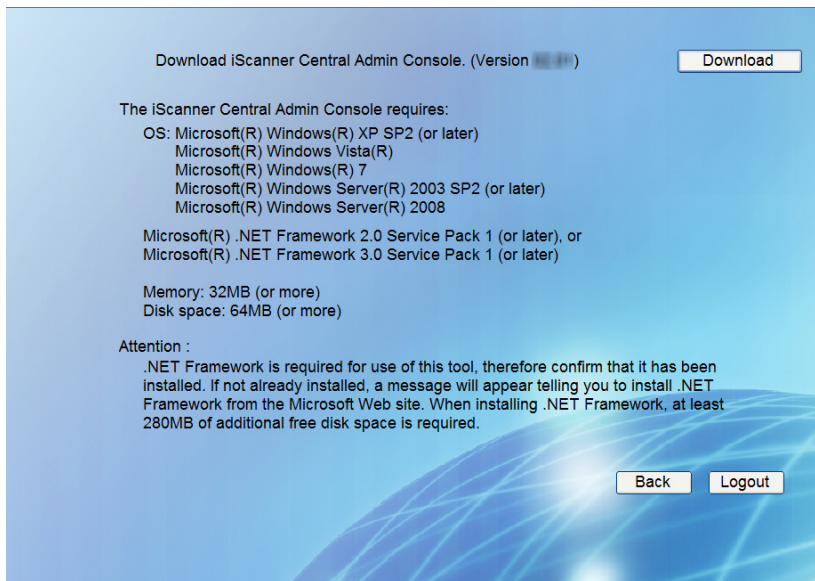 Download iScanner Central Admin Console. (Version )
Download
The iScanner Central Admin Console requires:
OS: Microsoft(R) Windows(R) XP SP2 (or later)
Microsoft(R) Windows Vista(R)
Microsoft(R) Windows(R) 7
Microsoft(R) Windows Server(R) 2003 SP2 (or later)
Microsoft(R) Windows Server(R) 2008
Microsoft(R) .NET Framework 2.0 Service Pack 1 (or later), or
Microsoft(R) .NET Framework 3.0 Service Pack 1 (or later)
Memory: 32MB (or more)
Disk space: 64MB (or more)
Attention :
.NET Framework is required for use of this tool, therefore confirm that it has been
installed. If not already installed, a message will appear telling you to install .NET
Framework from the Microsoft Web site. When installing .NET Framework, at least
280MB of additional free disk space is required.
Back
Logout